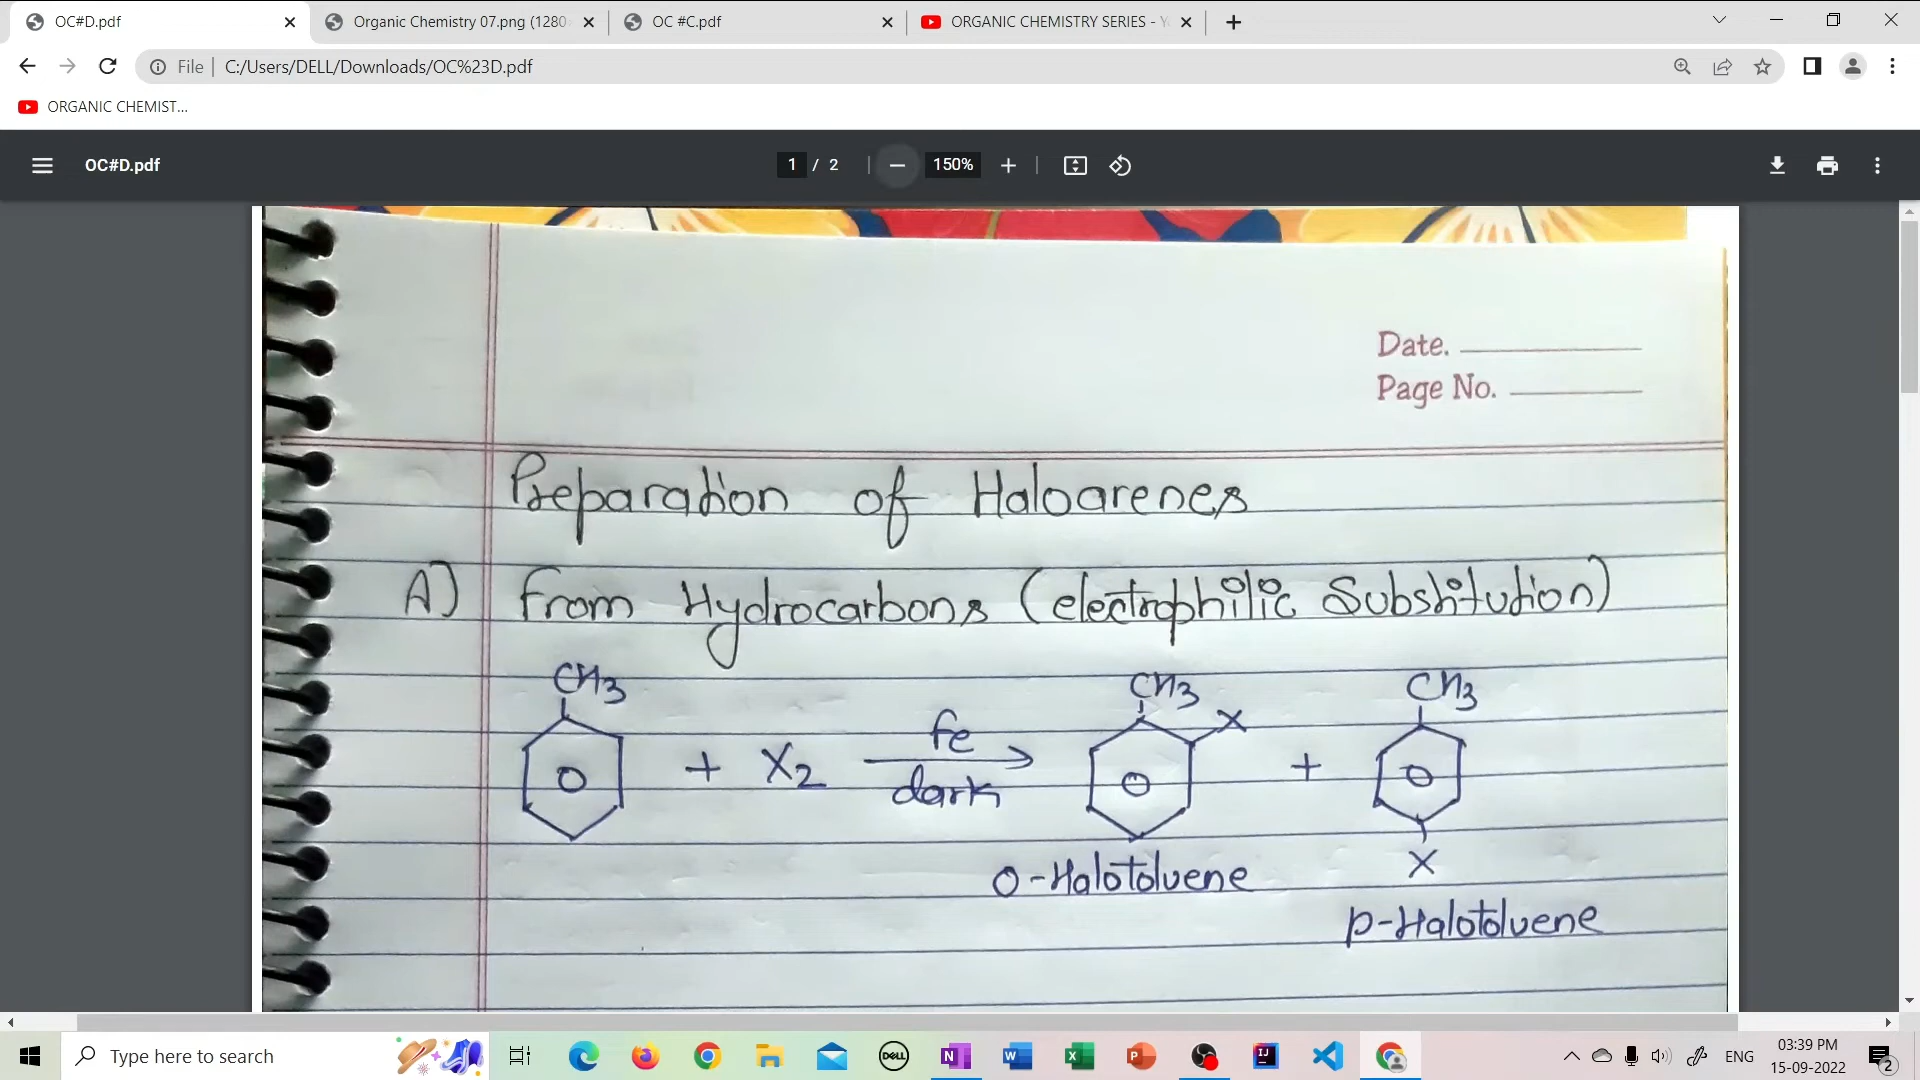 OC#D.pdf
Organic Chemistry 07.png (1280
OC #C.pdf
ORGANIC CHEMISTRY SERIES - Y
File
C:/Users/DELL/Downloads/OC%23D.pdf
ORGANIC CHEMIST...
OC#D.pdf
1 / 2
150%
Date.
Page No.
Preparation of Haloarenes
A) From Hydrocarbons (electrophilic Substitution)
CH3
+ X2
Fe
dark
CH3
X
+
CH3
X
O-Halotoluene
p-Halotoluene
Type here to search
DELL
ENG
03:39 PM
15-09-2022
2